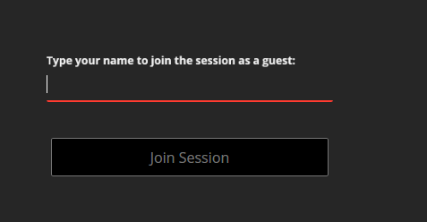 Type your name to join the session as a guest:
Join Session